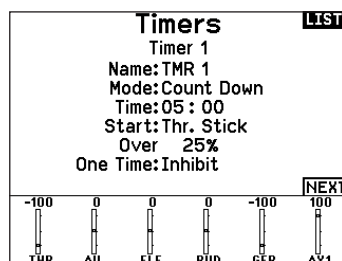 Timers LIST
Timer 1
Name: TMR 1
Mode: Count Down
Time: 05 : 00
Start: Thr. Stick
Over 25%
One Time: Inhibit
NEXT
-100 0 0 0 -100 100
THR AIL ELE RUD GER AX1